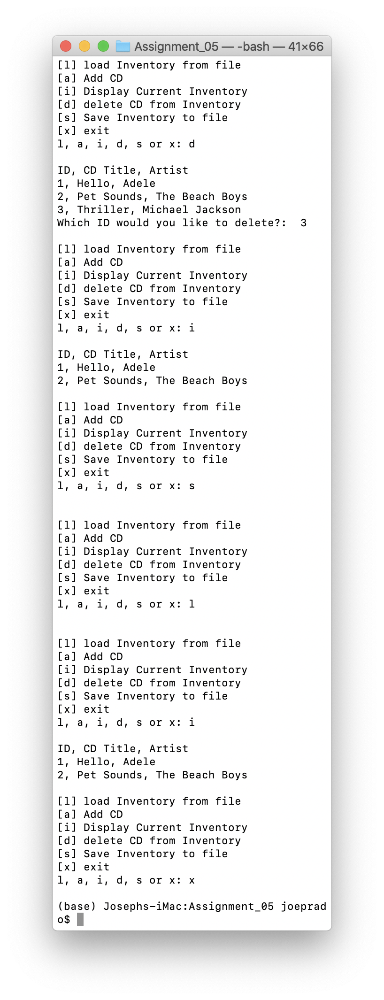 Assignment_05 — -bash — 41×66
[l] load Inventory from file
[a] Add CD
[i] Display Current Inventory
[d] delete CD from Inventory
[s] Save Inventory to file
[x] exit
l, a, i, d, s or x: d
ID, CD Title, Artist
1, Hello, Adele
2, Pet Sounds, The Beach Boys
3, Thriller, Michael Jackson
Which ID would you like to delete?:  3
[l] load Inventory from file
[a] Add CD
[i] Display Current Inventory
[d] delete CD from Inventory
[s] Save Inventory to file
[x] exit
l, a, i, d, s or x: i
ID, CD Title, Artist
1, Hello, Adele
2, Pet Sounds, The Beach Boys
[l] load Inventory from file
[a] Add CD
[i] Display Current Inventory
[d] delete CD from Inventory
[s] Save Inventory to file
[x] exit
l, a, i, d, s or x: s
[l] load Inventory from file
[a] Add CD
[i] Display Current Inventory
[d] delete CD from Inventory
[s] Save Inventory to file
[x] exit
l, a, i, d, s or x: l
[l] load Inventory from file
[a] Add CD
[i] Display Current Inventory
[d] delete CD from Inventory
[s] Save Inventory to file
[x] exit
l, a, i, d, s or x: i
ID, CD Title, Artist
1, Hello, Adele
2, Pet Sounds, The Beach Boys
[l] load Inventory from file
[a] Add CD
[i] Display Current Inventory
[d] delete CD from Inventory
[s] Save Inventory to file
[x] exit
l, a, i, d, s or x: x
(base) Josephs-iMac:Assignment_05 joeprad
o$